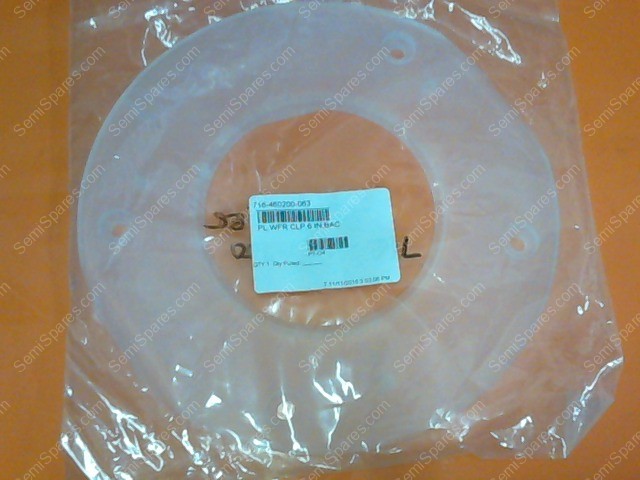 716-460200-063
PL WFR CLP 6 IN BAC
QTY 1 Qty Pulled: ______
L
SemiSpares.com